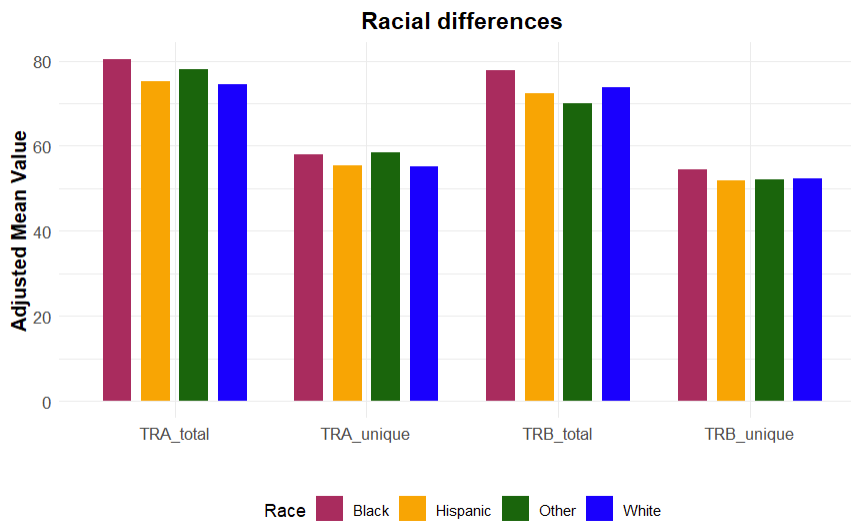 Racial differences
Adjusted Mean Value
80
60
40
20
0
TRA_total TRA_unique TRB_total TRB_unique
Race Black Hispanic Other White